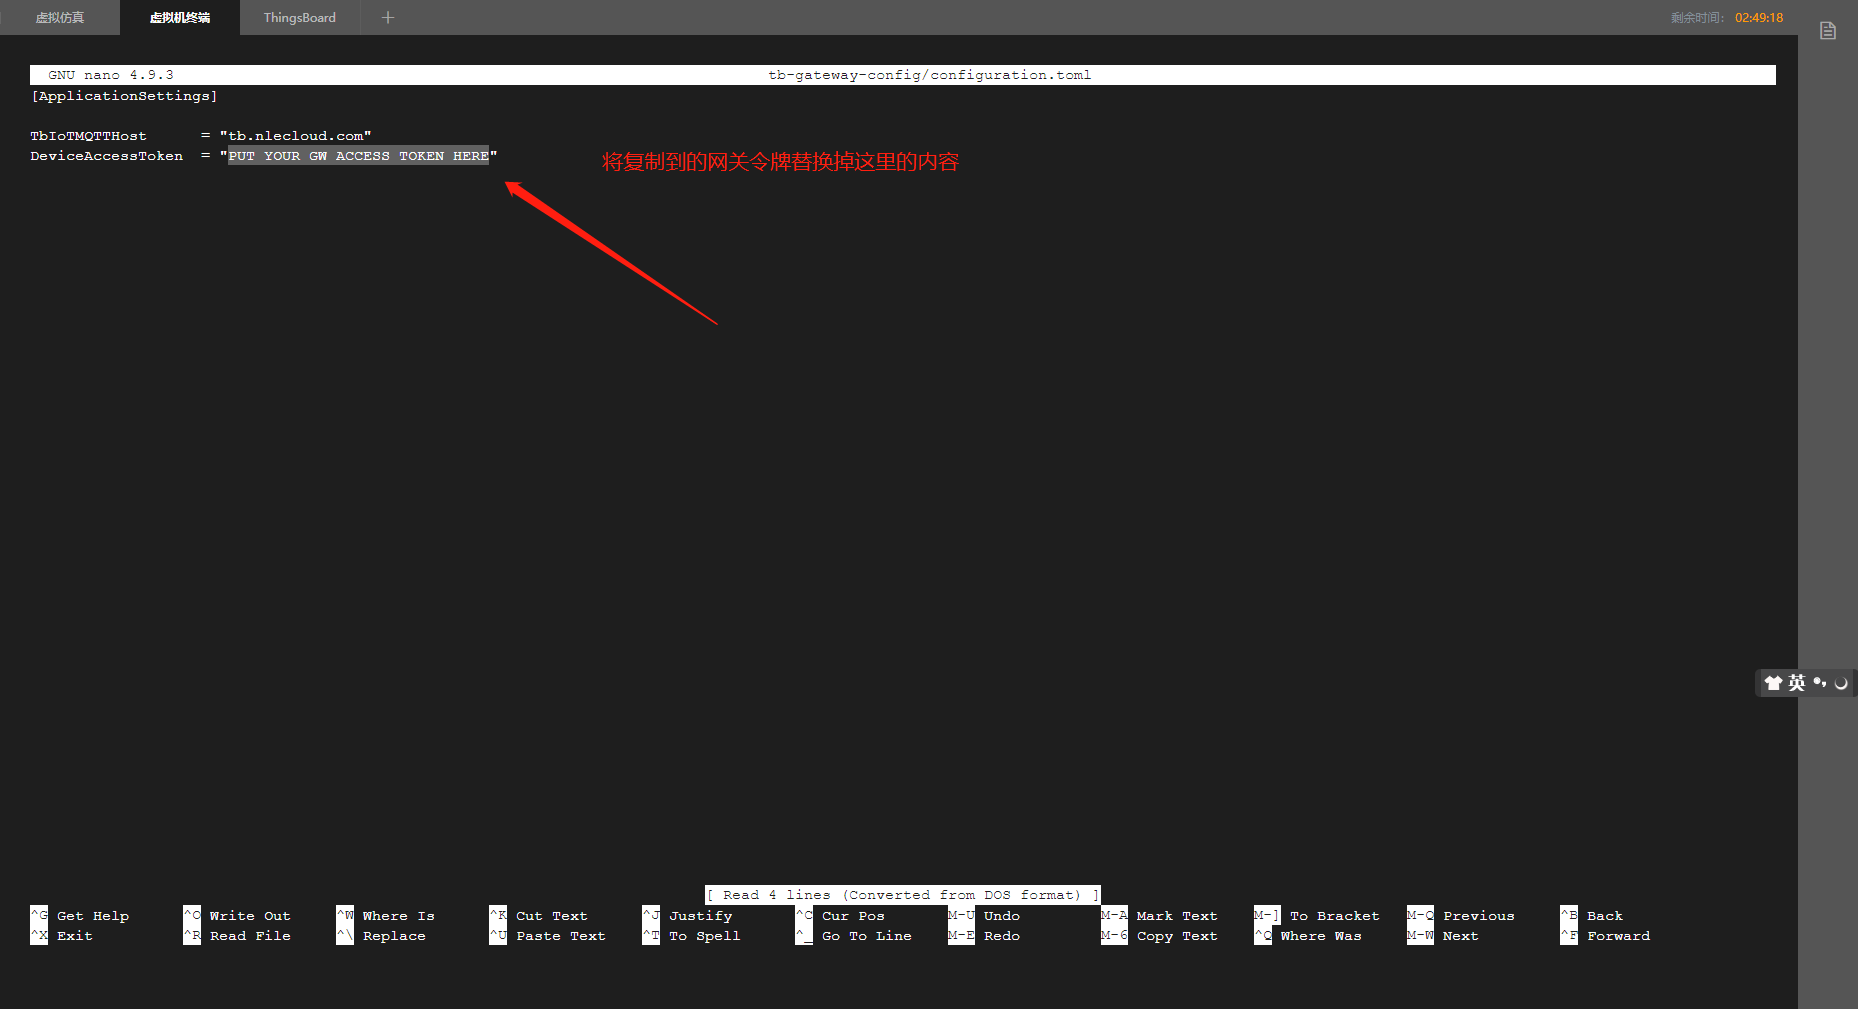 虚拟仿真 虚拟机终端 ThingsBoard + 剩余时间: 02:49:18
GNU nano 4.9.3 tb-gateway-config/configuration.toml
[ApplicationSettings]
TbIoTMQTTHost = "tb.nlecloud.com"
DeviceAccessToken = "PUT YOUR GW ACCESS TOKEN HERE"
将复制到的网关令牌替换掉这里的内容
英
[ Read 4 lines (Converted from DOS format) ]
^G Get Help ^O Write Out ^W Where Is ^K Cut Text ^J Justify ^C Cur Pos M-U Undo M-A Mark Text M-] To Bracket M-Q Previous ^B Back
^X Exit ^R Read File ^\ Replace ^U Paste Text ^T To Spell ^_ Go To Line M-E Redo M-6 Copy Text ^Q Where Was M-W Next ^F Forward